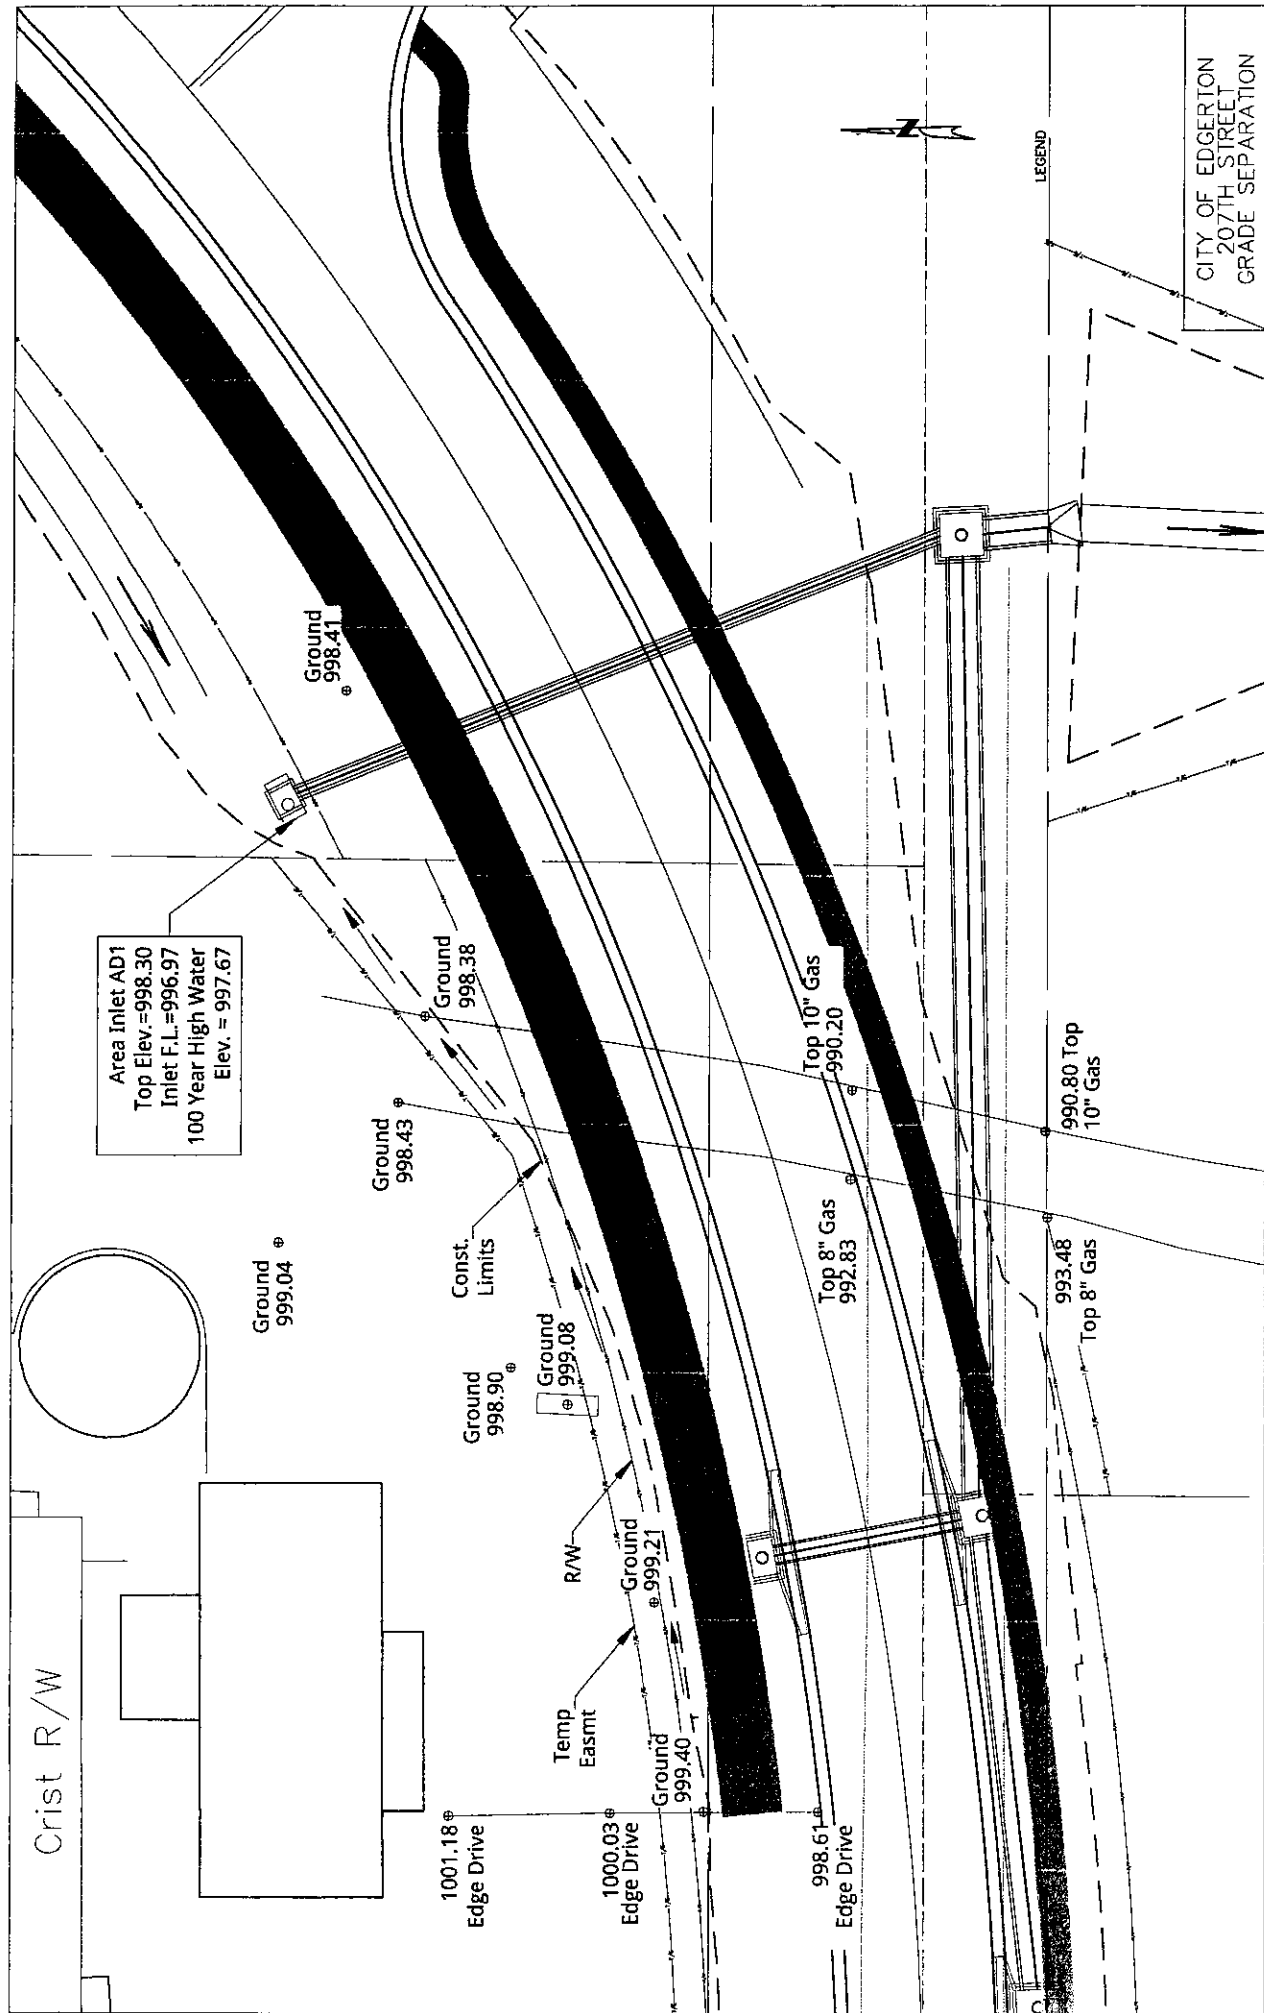 Crist R/W
Area Inlet AD1
Top Elev.=998.30
Inlet F.L.=996.97
100 Year High Water
Elev. = 997.67
Ground
998.41
Ground
998.38
Ground
998.43
Ground
999.04
Const.
Limits
Ground
998.90
Ground
999.08
R/W
Ground
999.21
Temp
Easmt
Ground
999.40
1001.18
Edge Drive
1000.03
Edge Drive
998.61
Edge Drive
Top 10" Gas
990.20
Top 8" Gas
992.83
990.80 Top
10" Gas
993.48
Top 8" Gas
N
LEGEND
CITY OF EDGERTON
207TH STREET
GRADE SEPARATION